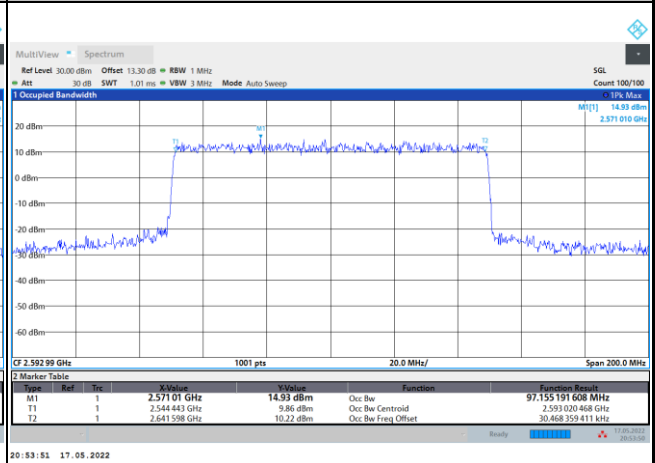 MultiView Spectrum
Ref Level 30.00 dBm Offset 13.30 dB RBW 1 MHz SGL
Att 30 dB SWT 1.01 ms VBW 3 MHz Mode Auto Sweep Count 100/100
1 Occupied Bandwidth 1Pk Max
M1[1] 14.93 dBm
2.571 010 GHz
20 dBm
M1
T1
T2
10 dBm
0 dBm
-10 dBm
-20 dBm
-30 dBm
-40 dBm
-50 dBm
-60 dBm
CF 2.592 99 GHz 1001 pts 20.0 MHz/ Span 200.0 MHz
2 Marker Table
Type Ref Trc X-Value Y-Value Function Function Result
M1 1 2.571 01 GHz 14.93 dBm Occ Bw 97.155 191 608 MHz
T1 1 2.544 443 GHz 9.86 dBm Occ Bw Centroid 2.593 020 468 GHz
T2 1 2.641 598 GHz 10.22 dBm Occ Bw Freq Offset 30.468 359 411 kHz
Ready 17.05.2022
20:53:50
20:53:51 17.05.2022